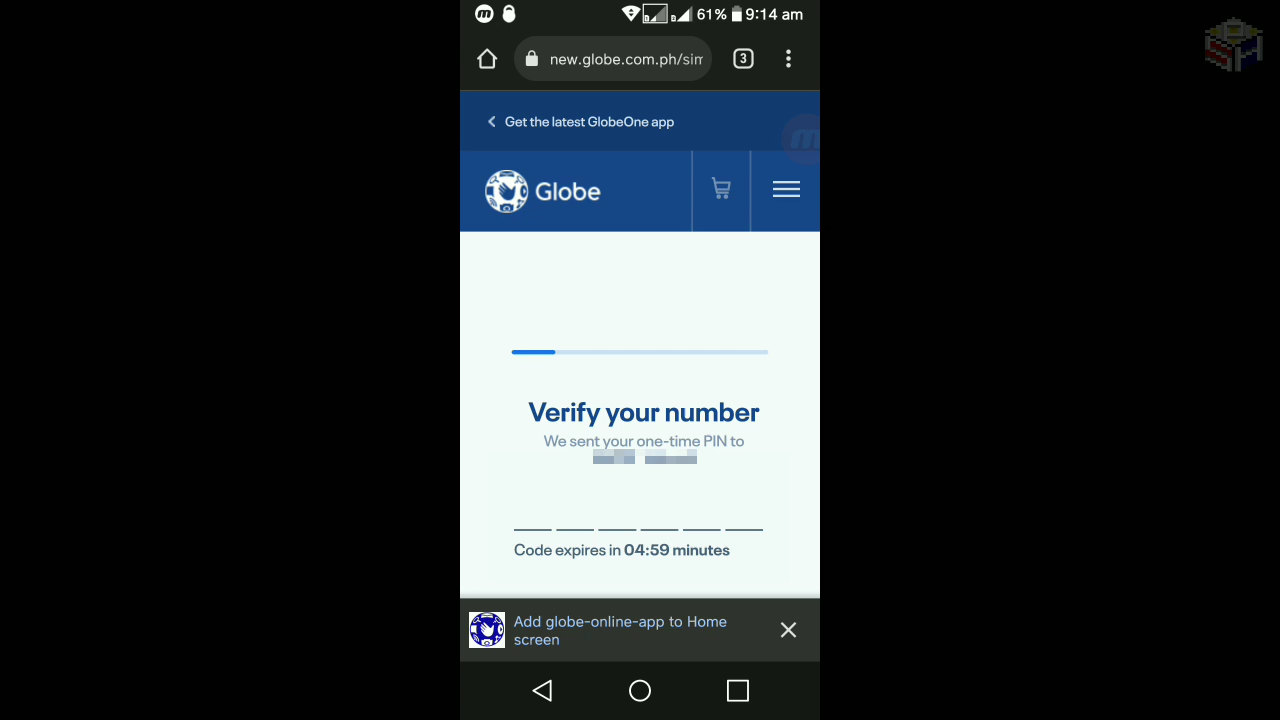 61% 9:14 am
new.globe.com.ph/sim
3
Get the latest GlobeOne app
Globe
Verify your number
We sent your one-time PIN to
Code expires in 04:59 minutes
Add globe-online-app to Home
screen